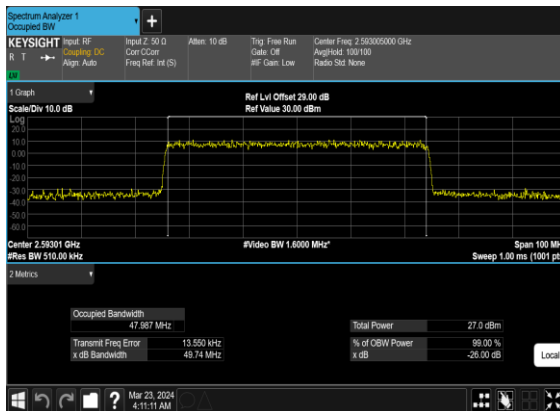 Spectrum Analyzer 1
Occupied BW
KEYSIGHT
R T
Input: RF
Coupling: DC
Align: Auto
Input Z: 50 Ω
Corr CCorr
Freq Ref: Int (S)
Atten: 10 dB
Trig: Free Run
Gate: Off
#IF Gain: Low
Center Freq: 2.593005000 GHz
Avg|Hold: 100/100
Radio Std: None
1 Graph
Scale/Div 10.0 dB
Ref Lvl Offset 29.00 dB
Ref Value 30.00 dBm
Log
20.0
10.0
0.00
-10.0
-20.0
-30.0
-40.0
-50.0
-60.0
Center 2.59301 GHz
#Res BW 510.00 kHz
#Video BW 1.6000 MHz*
Span 100 MH
Sweep 1.00 ms (1001 pts
2 Metrics
Occupied Bandwidth
47.987 MHz
Transmit Freq Error 13.550 kHz
x dB Bandwidth 49.74 MHz
Total Power 27.0 dBm
% of OBW Power 99.00 %
x dB -26.00 dB
Local
Mar 23, 2024
4:11:11 AM